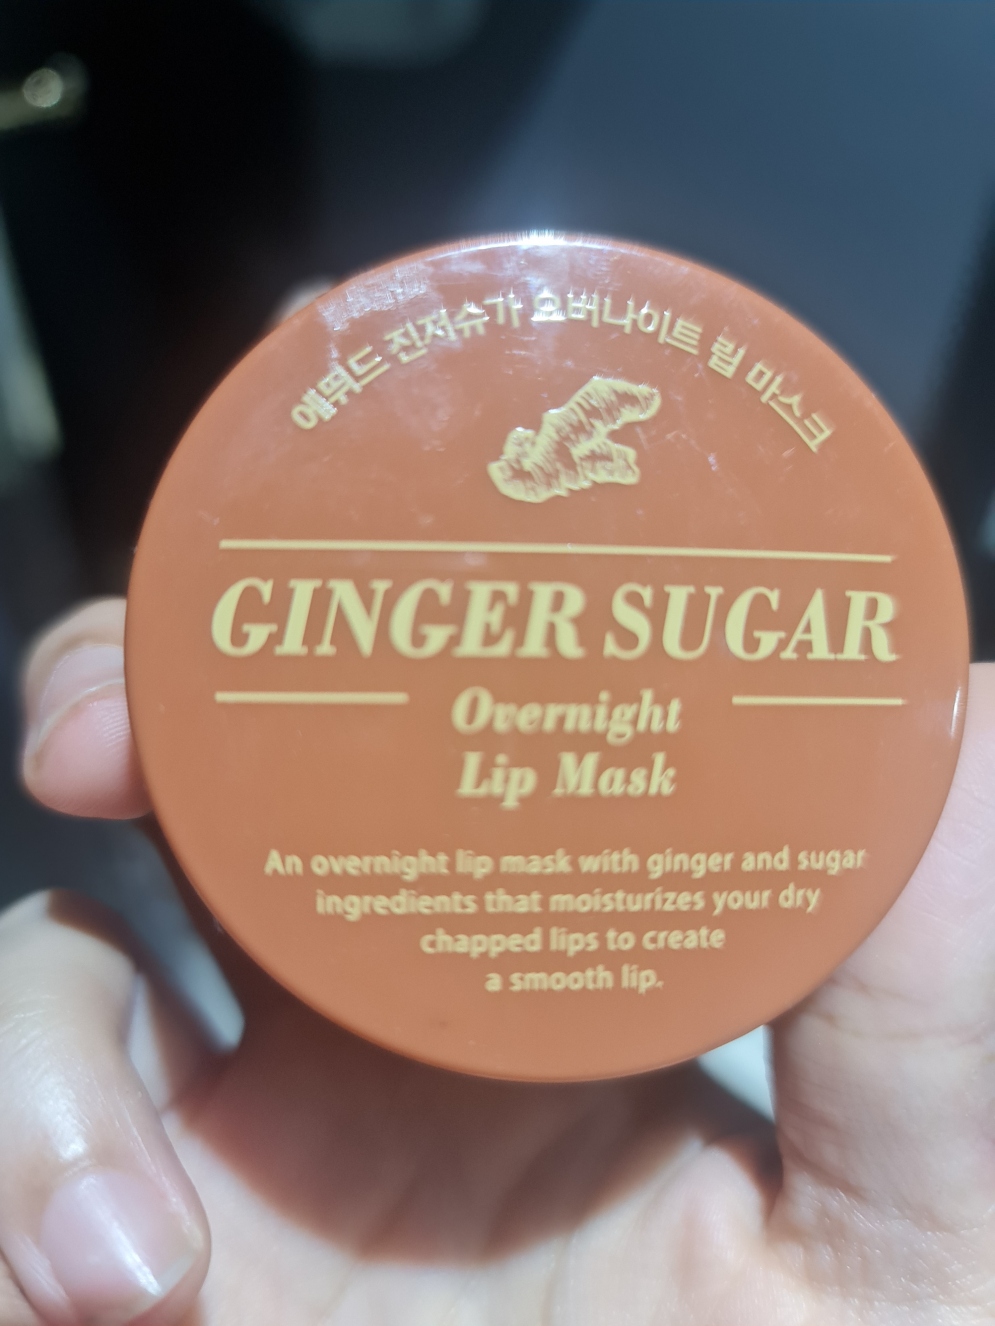 에뛰드 진저슈가 오버나이트 립 마스크
GINGER SUGAR
Overnight
Lip Mask
An overnight lip mask with ginger and sugar
ingredients that moisturizes your dry
chapped lips to create
a smooth lip.